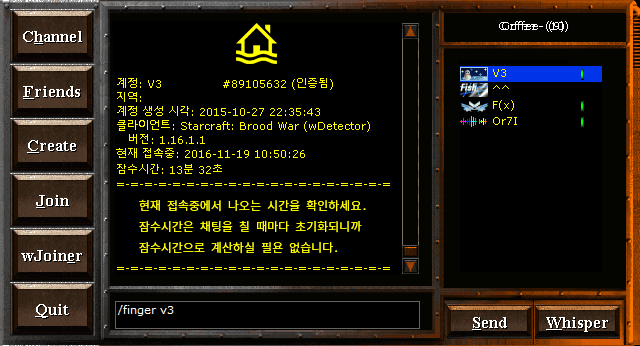 Channel
Friends
Create
Join
wJoiner
Quit
계정: V3 #89105632 (인증됨)
지역:
계정 생성 시각: 2015-10-27 22:35:43
클라이언트: Starcraft: Brood War (wDetector)
버전: 1.16.1.1
현재 접속중: 2016-11-19 10:50:26
잠수시간: 13분 32초
=-=-=-=-=-=-=-=-=-=-=-=-=-=-=-=-=
현재 접속중에서 나오는 시간을 확인하세요.
잠수시간은 채팅을 칠 때마다 초기화되니까
잠수시간으로 계산하실 필욘 없습니다.
=-=-=-=-=-=-=-=-=-=-=-=-=-=-=-=-=
/finger v3
V3
Fish ^^
F(x)
Or7I
Send
Whisper